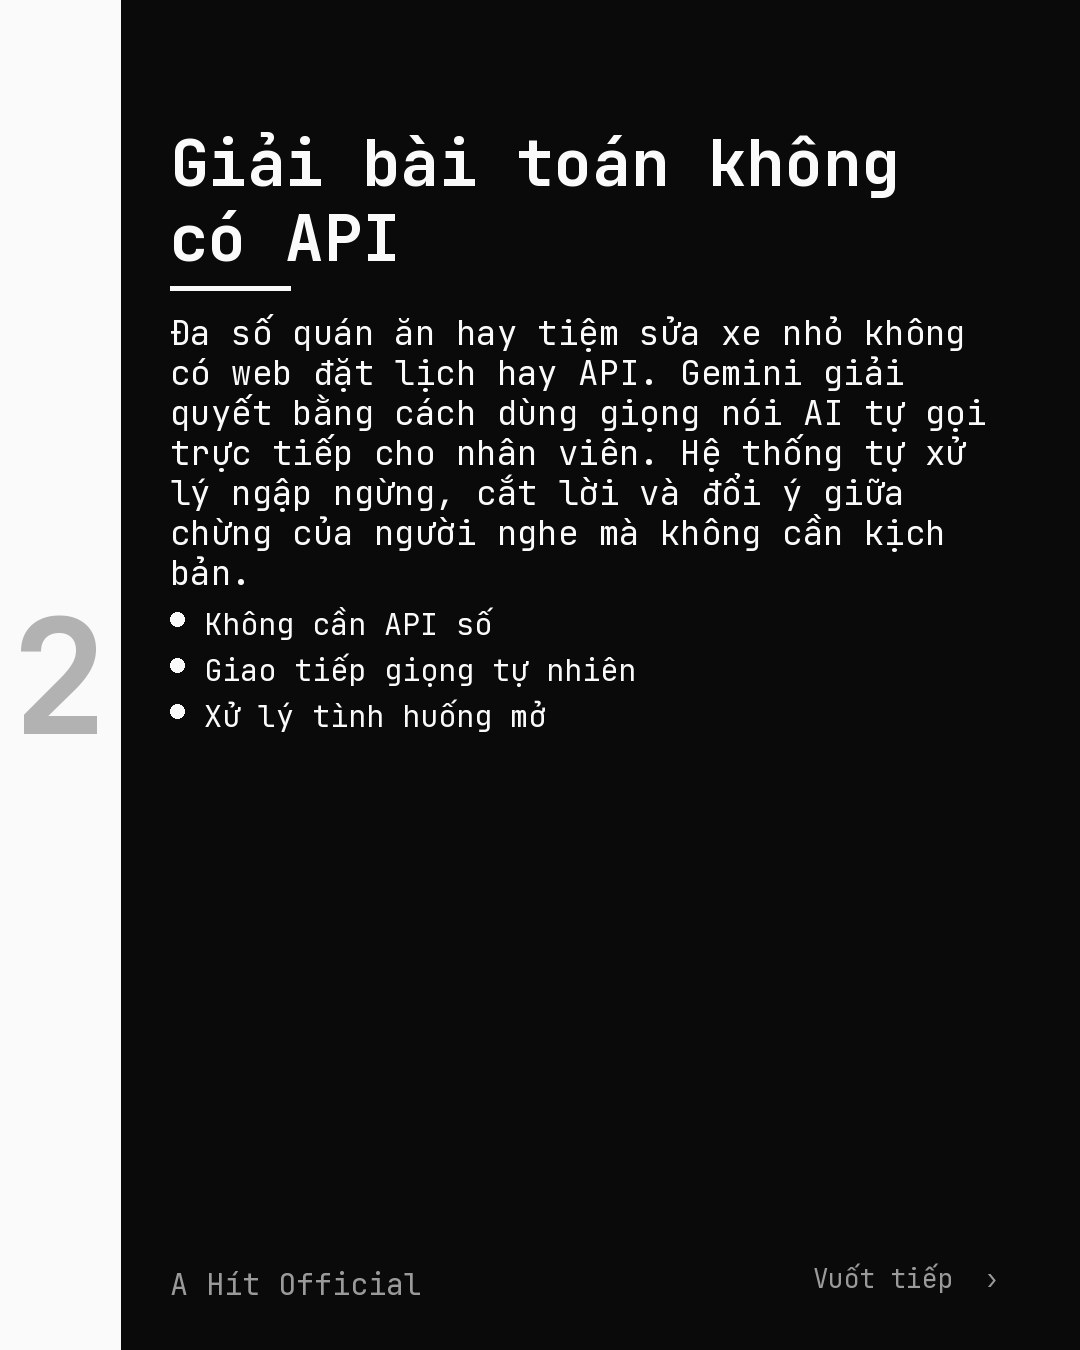 Giải bài toán không
có API
Đa số quán ăn hay tiệm sửa xe nhỏ không
có web đặt lịch hay API. Gemini giải
quyết bằng cách dùng giọng nói AI tự gọi
trực tiếp cho nhân viên. Hệ thống tự xử
lý ngập ngừng, cắt lời và đổi ý giữa
chừng của người nghe mà không cần kịch
bản.
2
Không cần API số
Giao tiếp giọng tự nhiên
Xử lý tình huống mở
A Hít Official
Vuốt tiếp ›